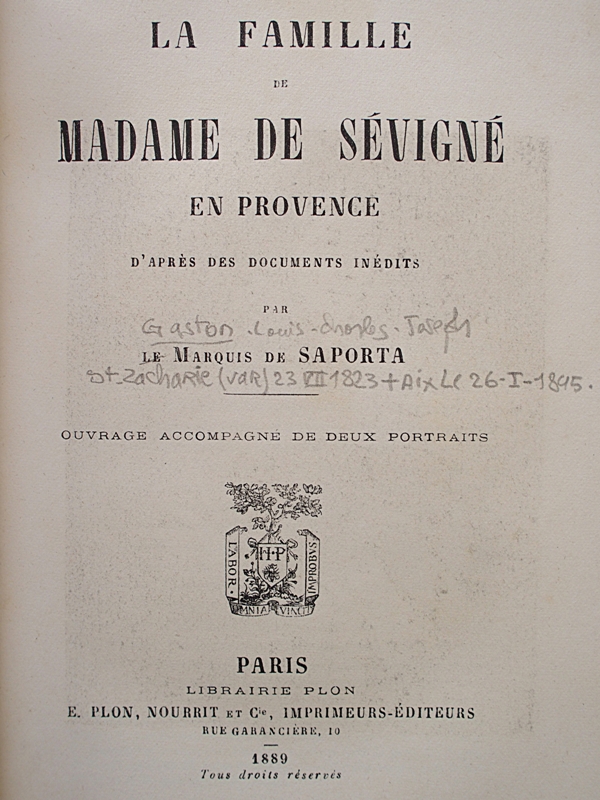 LA FAMILLE
DE
MADAME DE SÉVIGNÉ
EN PROVENCE
D'APRÈS DES DOCUMENTS INÉDITS
PAR
Gaston-Louis-Charles-Joseph
LE MARQUIS DE SAPORTA
St. Zacharie (VAR) 23 VII 1823 + Aix Le 26-I-1895.
OUVRAGE ACCOMPAGNÉ DE DEUX PORTRAITS
LABOR
H P
IMPROBVS
OMNIA VINCIT
PARIS
LIBRAIRIE PLON
E. PLON, NOURRIT ET Cie, IMPRIMEURS-ÉDITEURS
RUE GARANCIÈRE, 10
1889
Tous droits réservés